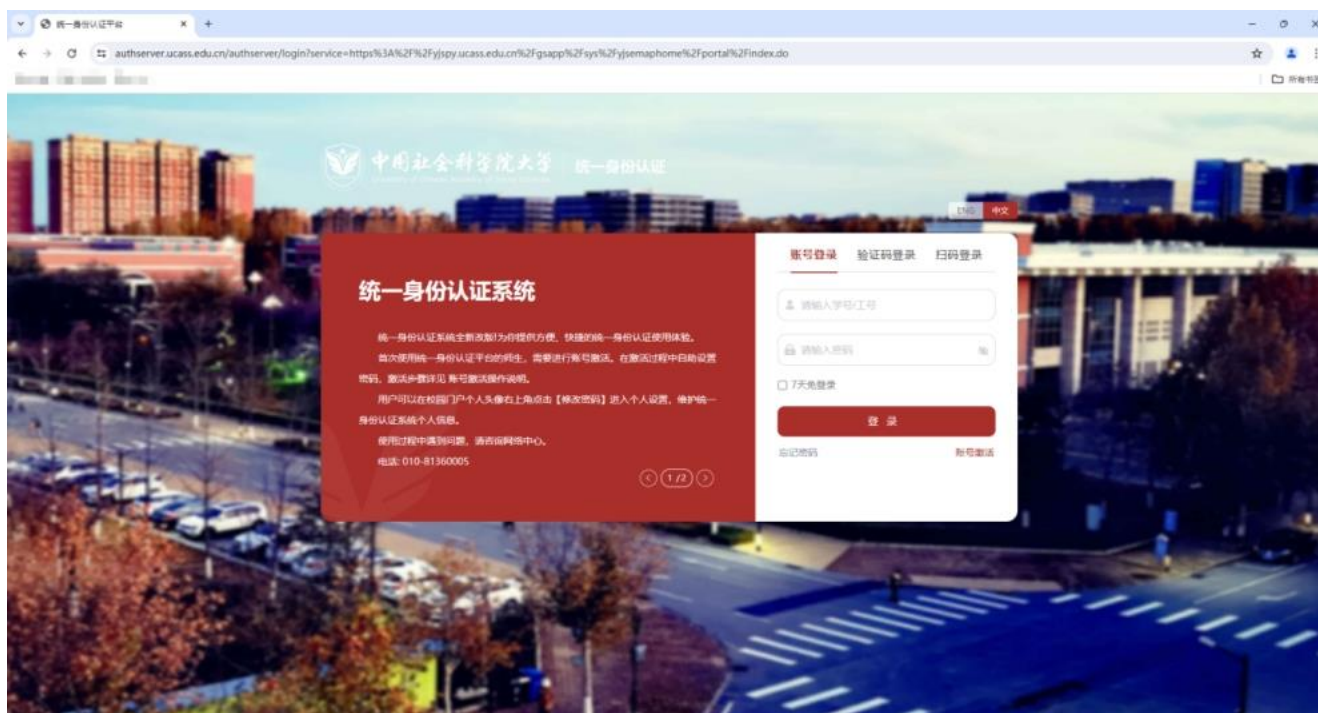 统一身份认证平台
authserver.ucass.edu.cn/authserver/login?service=https%3A%2F%2Fyjspy.ucass.edu.cn%2Fgsapp%2Fsys%2Fyjsemaphome%2Fportal%2Findex.do
所有书签
中国社会科学院大学 统一身份认证
ENG 中文
账号登录 验证码登录 扫码登录
统一身份认证系统
请输入学号/工号
统一身份认证系统全新改版!为你提供方便、快捷的统一身份认证使用体验。
首次使用统一身份认证平台的师生，需要进行账号激活。在激活过程中自助设置
密码，激活步骤详见 账号激活操作说明。
请输入密码
用户可以在校园门户个人头像右上角点击【修改密码】进入个人设置，维护统一
身份认证系统个人信息。
7天免登录
使用过程中遇到问题，请咨询网络中心。
电话: 010-81360005
登 录
忘记密码 账号激活
1 /2